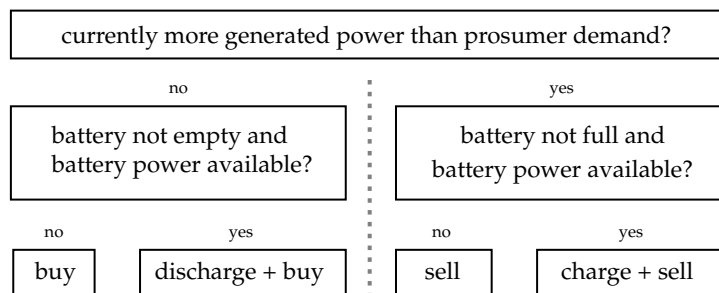 currently more generated power than prosumer demand?
no
yes
battery not empty and
battery power available?
battery not full and
battery power available?
no
yes
no
yes
buy
discharge + buy
sell
charge + sell